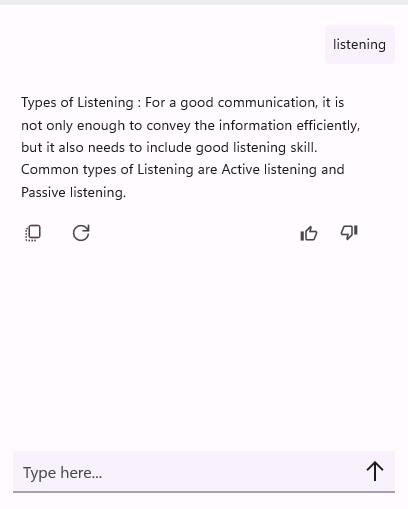 listening
Types of Listening : For a good communication, it is
not only enough to convey the information efficiently,
but it also needs to include good listening skill.
Common types of Listening are Active listening and
Passive listening.
Type here...